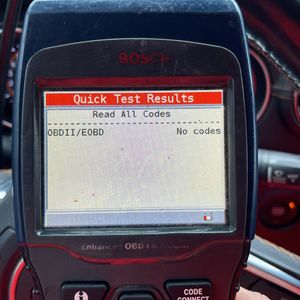 BOSCH
Quick Test Results
Read All Codes
OBDII/EOBD No codes
Enhanced OBD
CODE
CONNECT